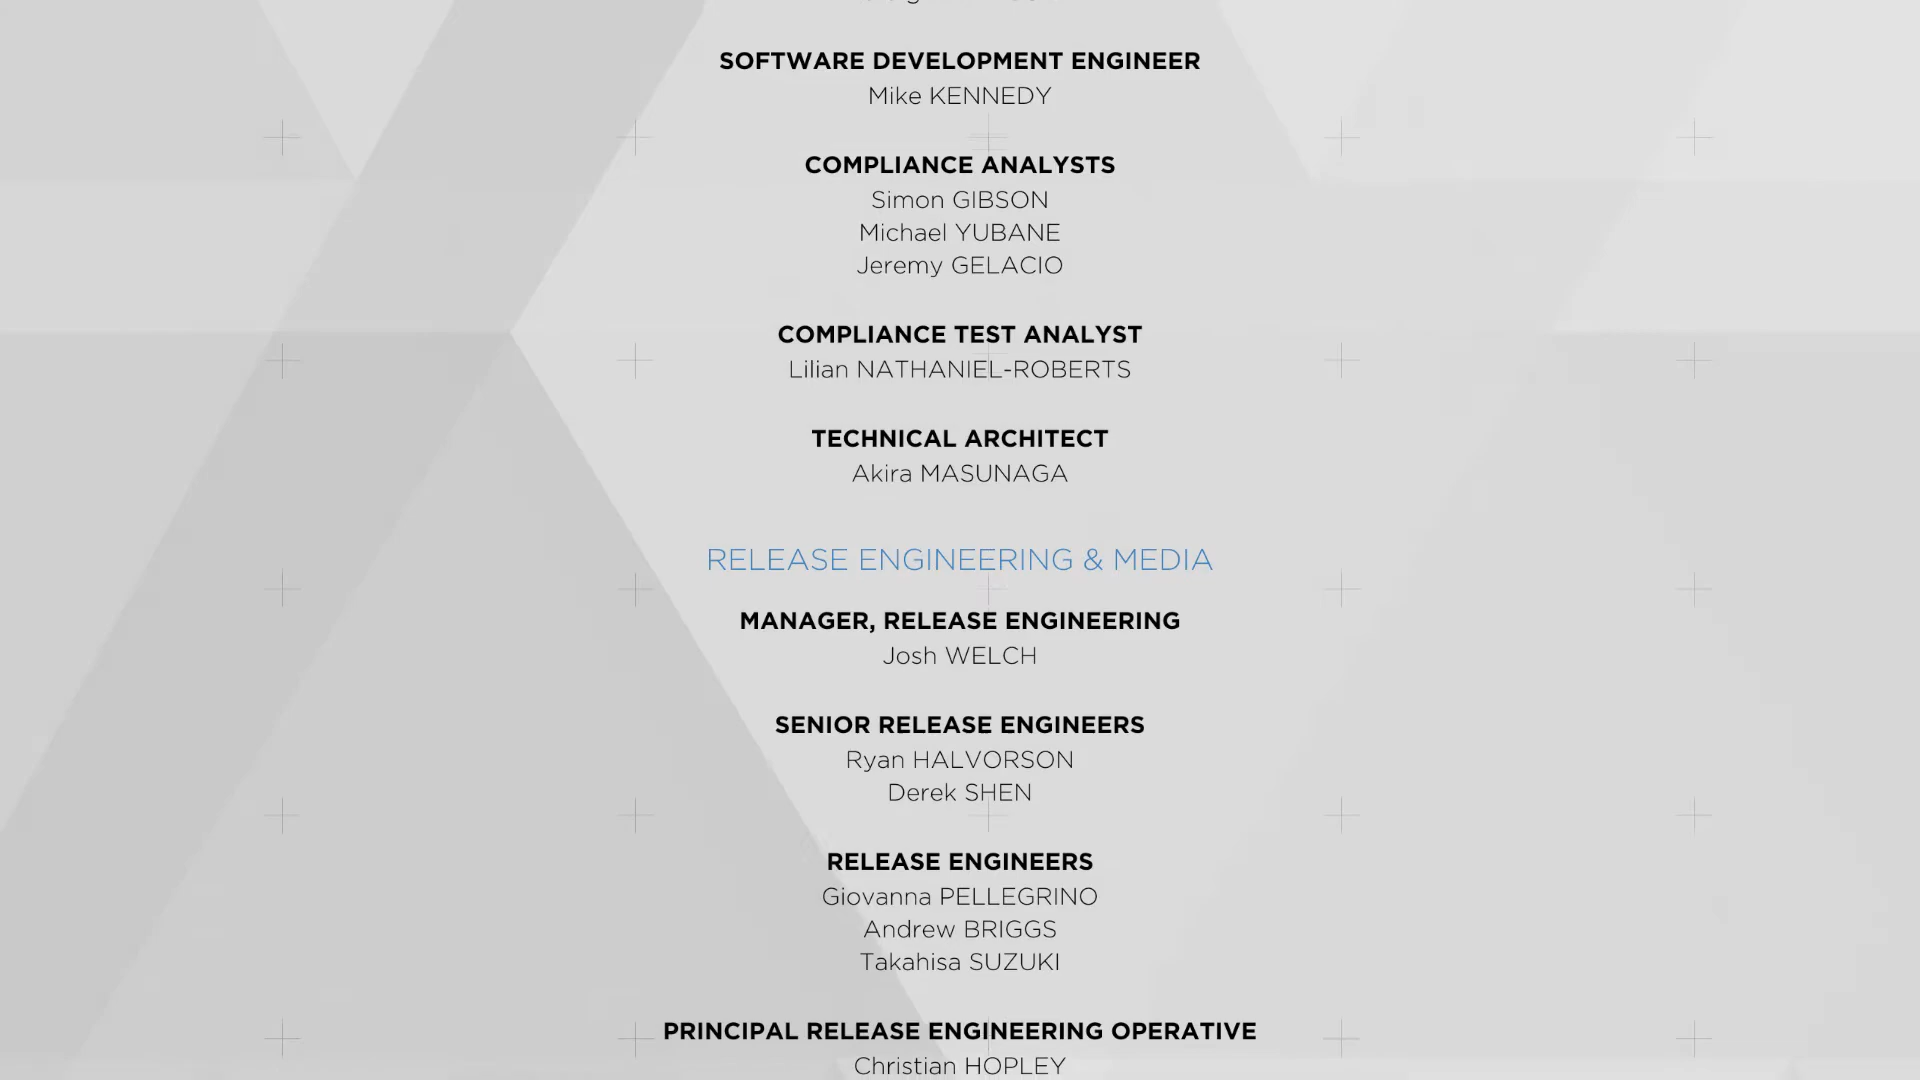 SOFTWARE DEVELOPMENT ENGINEER
Mike KENNEDY
COMPLIANCE ANALYSTS
Simon GIBSON
Michael YUBANE
Jeremy GELACIO
COMPLIANCE TEST ANALYST
Lilian NATHANIEL-ROBERTS
TECHNICAL ARCHITECT
Akira MASUNAGA
RELEASE ENGINEERING & MEDIA
MANAGER, RELEASE ENGINEERING
Josh WELCH
SENIOR RELEASE ENGINEERS
Ryan HALVORSON
Derek SHEN
RELEASE ENGINEERS
Giovanna PELLEGRINO
Andrew BRIGGS
Takahisa SUZUKI
PRINCIPAL RELEASE ENGINEERING OPERATIVE
Christian HOPLEY